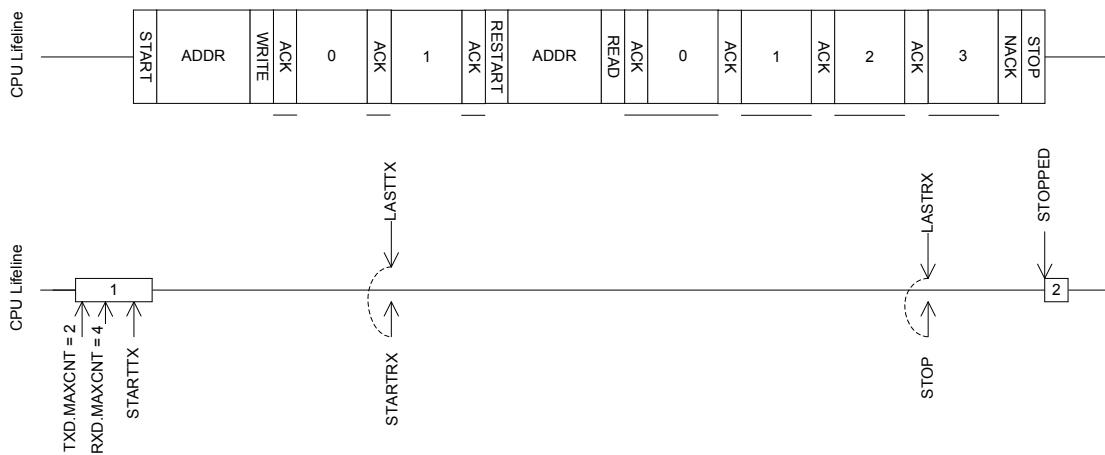 CPU Lifeline
START
ADDR
WRITE
ACK
0
ACK
1
ACK
RESTART
ADDR
READ
ACK
0
ACK
1
ACK
2
ACK
3
NACK
STOP
CPU Lifeline
LASTTX
LASTRX
STOPPED
1
2
TXD.MAXCNT = 2
RXD.MAXCNT = 4
STARTTX
STARTRX
STOP